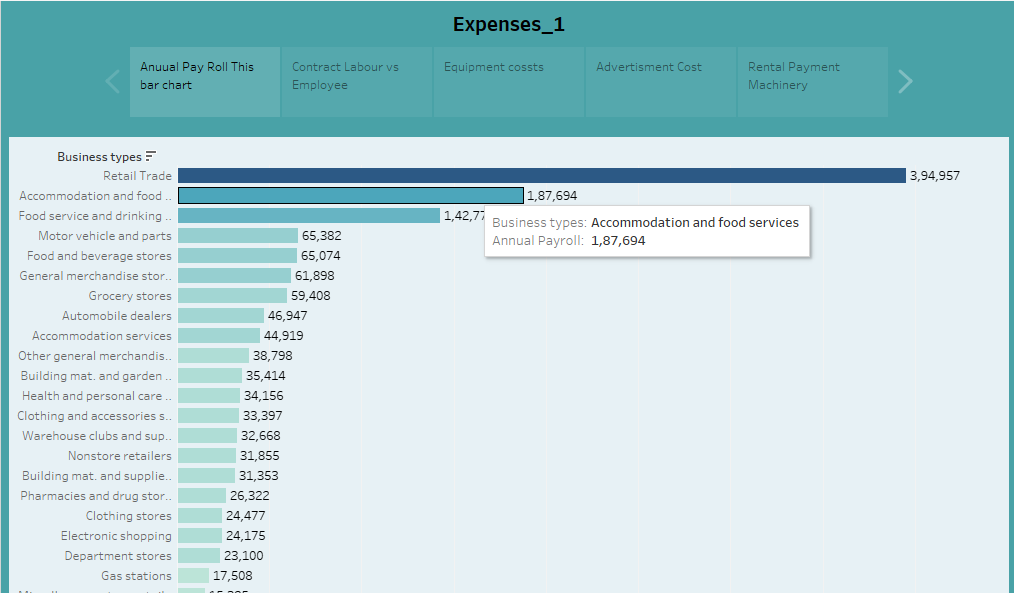 Expenses_1
Anuual Pay Roll This
bar chart
Contract Labour vs
Employee
Equipment cossts
Advertisment Cost
Rental Payment
Machinery
Business types
Retail Trade 3,94,957
Accommodation and food .. 1,87,694
Food service and drinking .. 1,42,77
Business types: Accommodation and food services
Annual Payroll: 1,87,694
Motor vehicle and parts 65,382
Food and beverage stores 65,074
General merchandise stor.. 61,898
Grocery stores 59,408
Automobile dealers 46,947
Accommodation services 44,919
Other general merchandis.. 38,798
Building mat. and garden .. 35,414
Health and personal care .. 34,156
Clothing and accessories s.. 33,397
Warehouse clubs and sup.. 32,668
Nonstore retailers 31,855
Building mat. and supplie.. 31,353
Pharmacies and drug stor.. 26,322
Clothing stores 24,477
Electronic shopping 24,175
Department stores 23,100
Gas stations 17,508